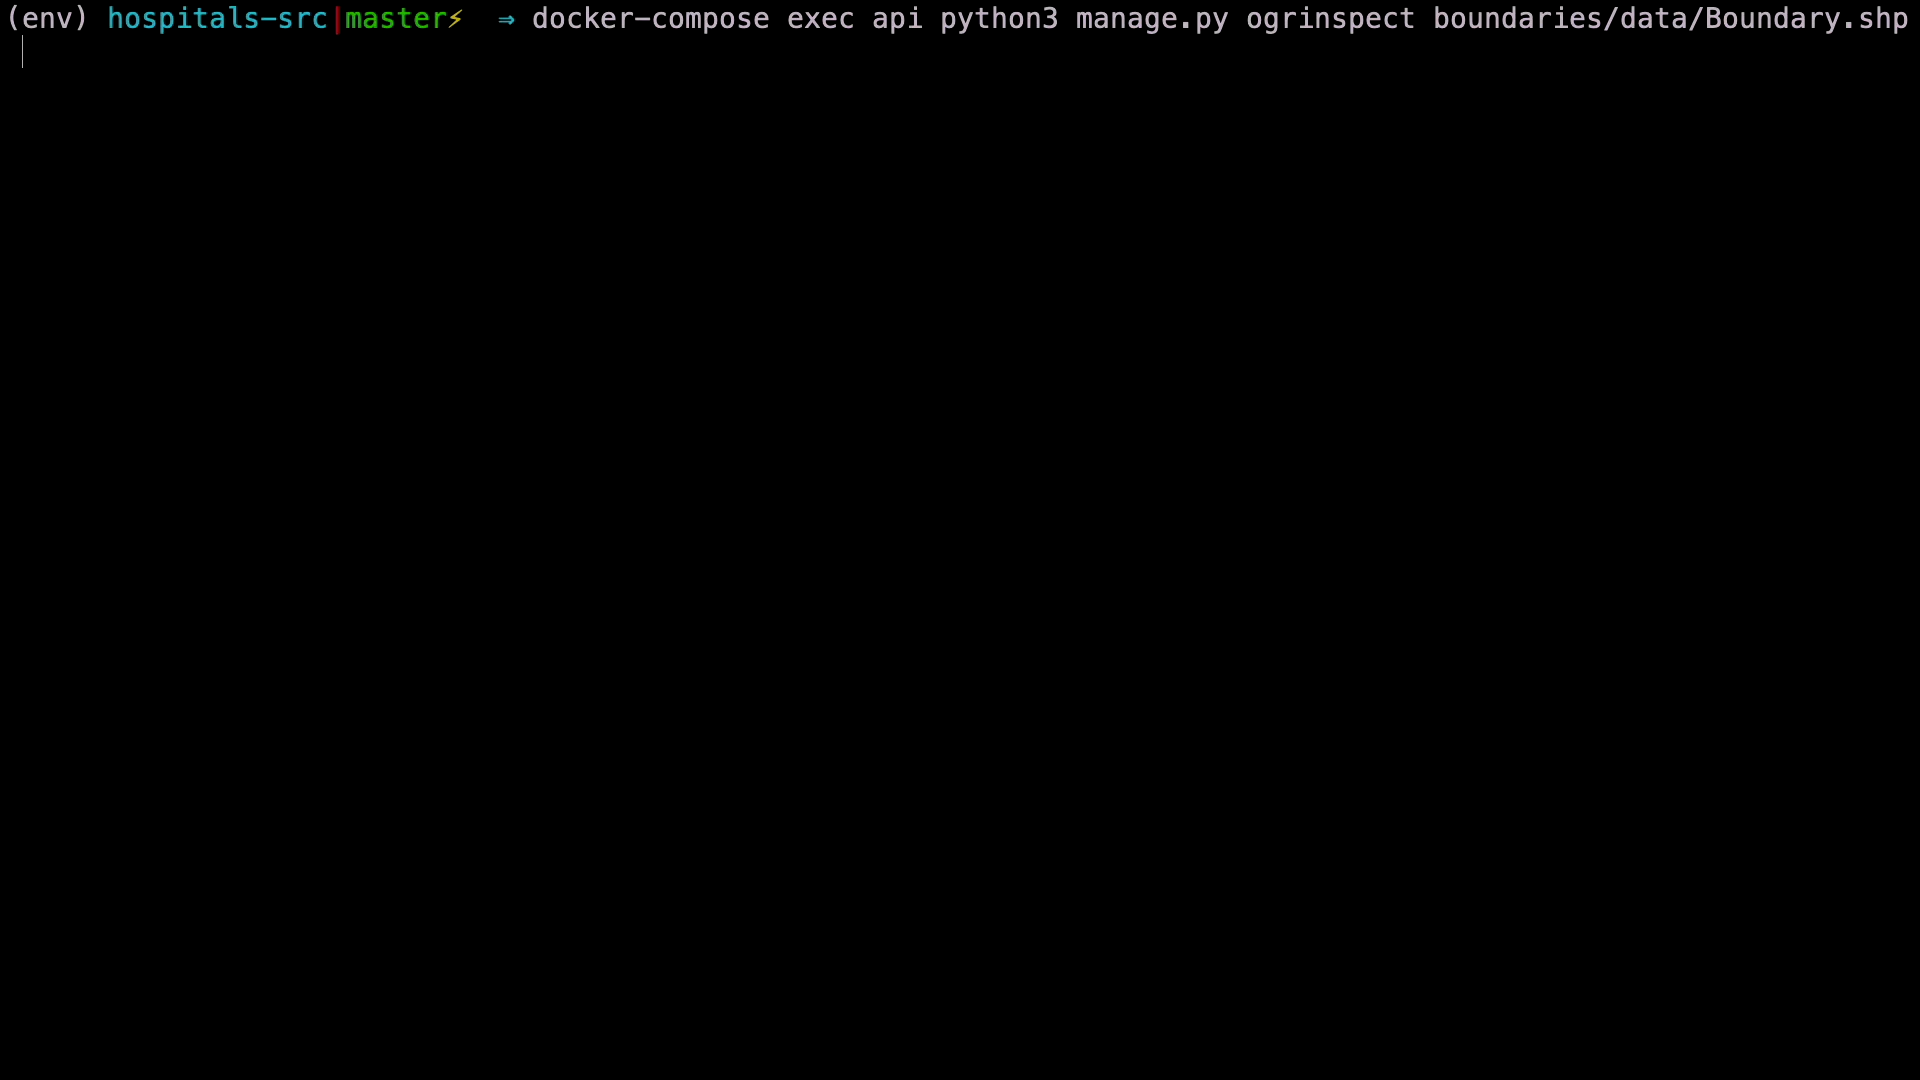 (env) hospitals-src|master⚡ ⇒ docker-compose exec api python3 manage.py ogrinspect boundaries/data/Boundary.shp